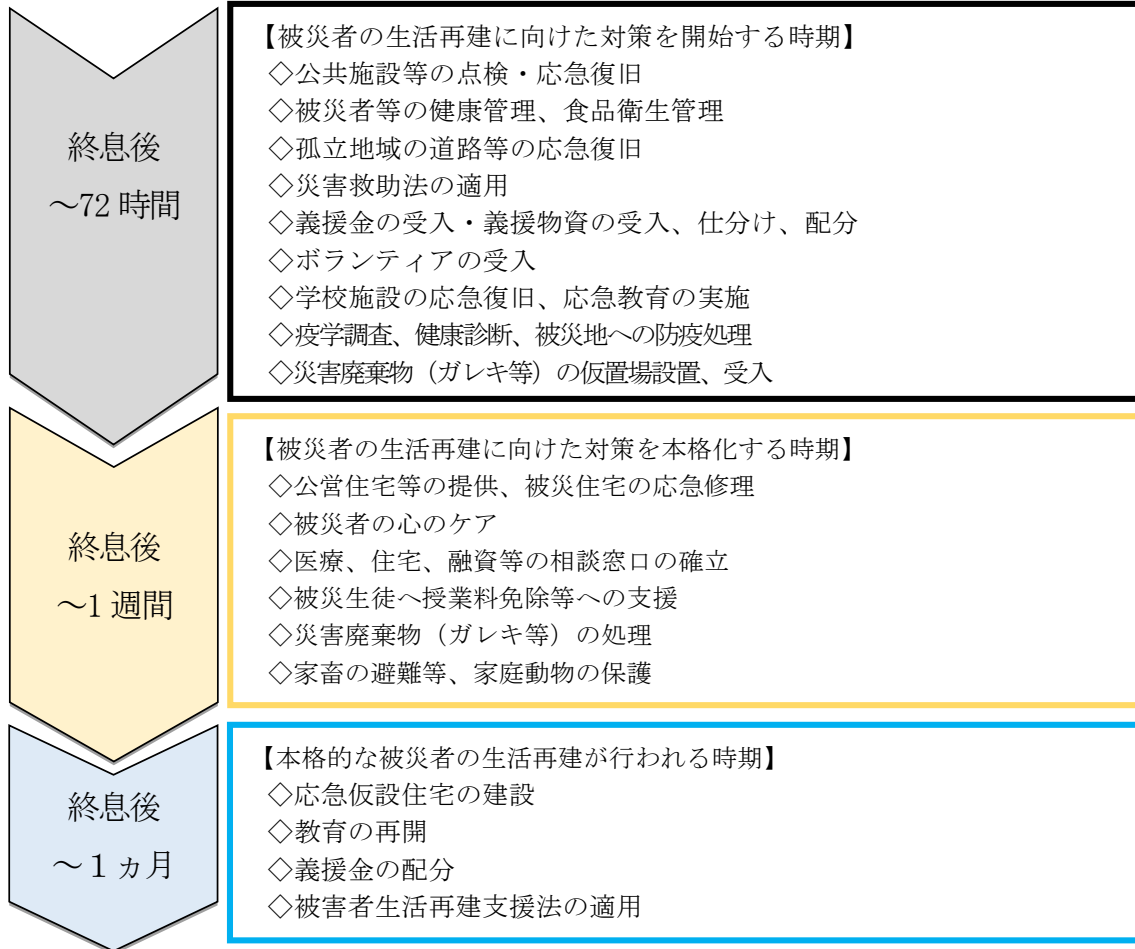 終息後
～72 時間
【被災者の生活再建に向けた対策を開始する時期】
◇公共施設等の点検・応急復旧
◇被災者等の健康管理、食品衛生管理
◇孤立地域の道路等の応急復旧
◇災害救助法の適用
◇義援金の受入・義援物資の受入、仕分け、配分
◇ボランティアの受入
◇学校施設の応急復旧、応急教育の実施
◇疫学調査、健康診断、被災地への防疫処理
◇災害廃棄物（ガレキ等）の仮置場設置、受入
終息後
～1 週間
【被災者の生活再建に向けた対策を本格化する時期】
◇公営住宅等の提供、被災住宅の応急修理
◇被災者の心のケア
◇医療、住宅、融資等の相談窓口の確立
◇被災生徒へ授業料免除等への支援
◇災害廃棄物（ガレキ等）の処理
◇家畜の避難等、家庭動物の保護
終息後
～１ヵ月
【本格的な被災者の生活再建が行われる時期】
◇応急仮設住宅の建設
◇教育の再開
◇義援金の配分
◇被害者生活再建支援法の適用